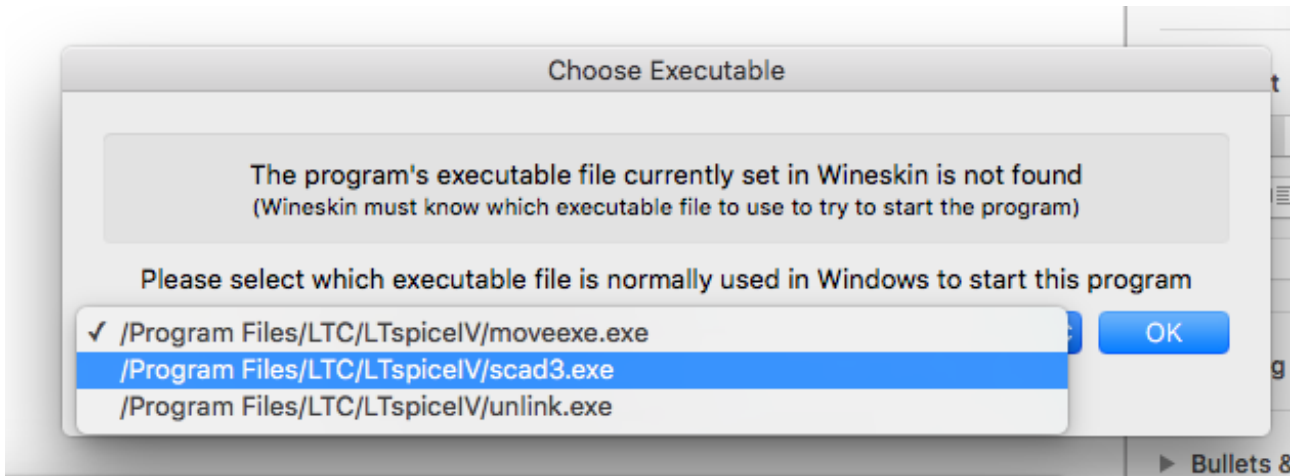 Choose Executable
t
The program's executable file currently set in Wineskin is not found
(Wineskin must know which executable file to use to try to start the program)
Please select which executable file is normally used in Windows to start this program
✓ /Program Files/LTC/LTspiceIV/moveexe.exe
OK
/Program Files/LTC/LTspiceIV/scad3.exe
g
/Program Files/LTC/LTspiceIV/unlink.exe
Bullets &